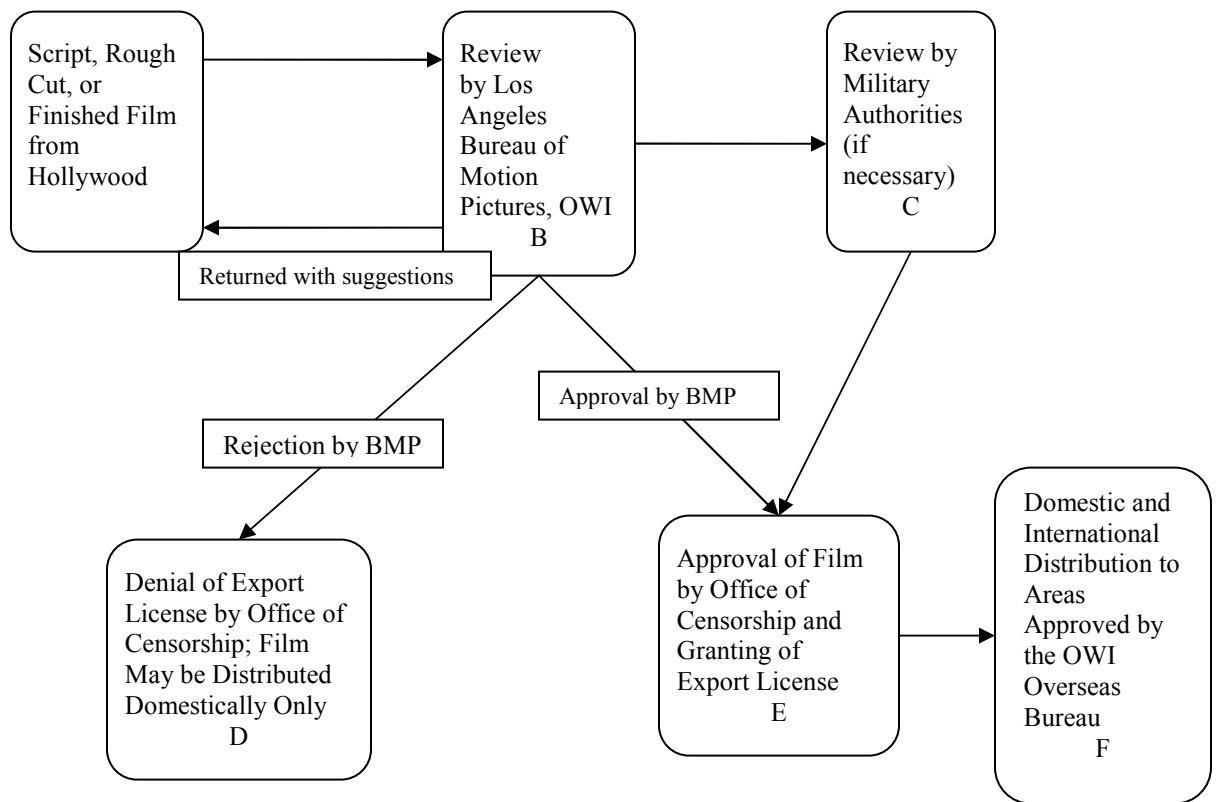 Script, Rough
Cut, or
Finished Film
from
Hollywood
Review
by Los
Angeles
Bureau of
Motion
Pictures, OWI
B
Review by
Military
Authorities
(if
necessary)
C
Returned with suggestions
Approval by BMP
Rejection by BMP
Denial of Export
License by Office of
Censorship; Film
May be Distributed
Domestically Only
D
Approval of Film
by Office of
Censorship and
Granting of
Export License
E
Domestic and
International
Distribution to
Areas
Approved by
the OWI
Overseas
Bureau
F